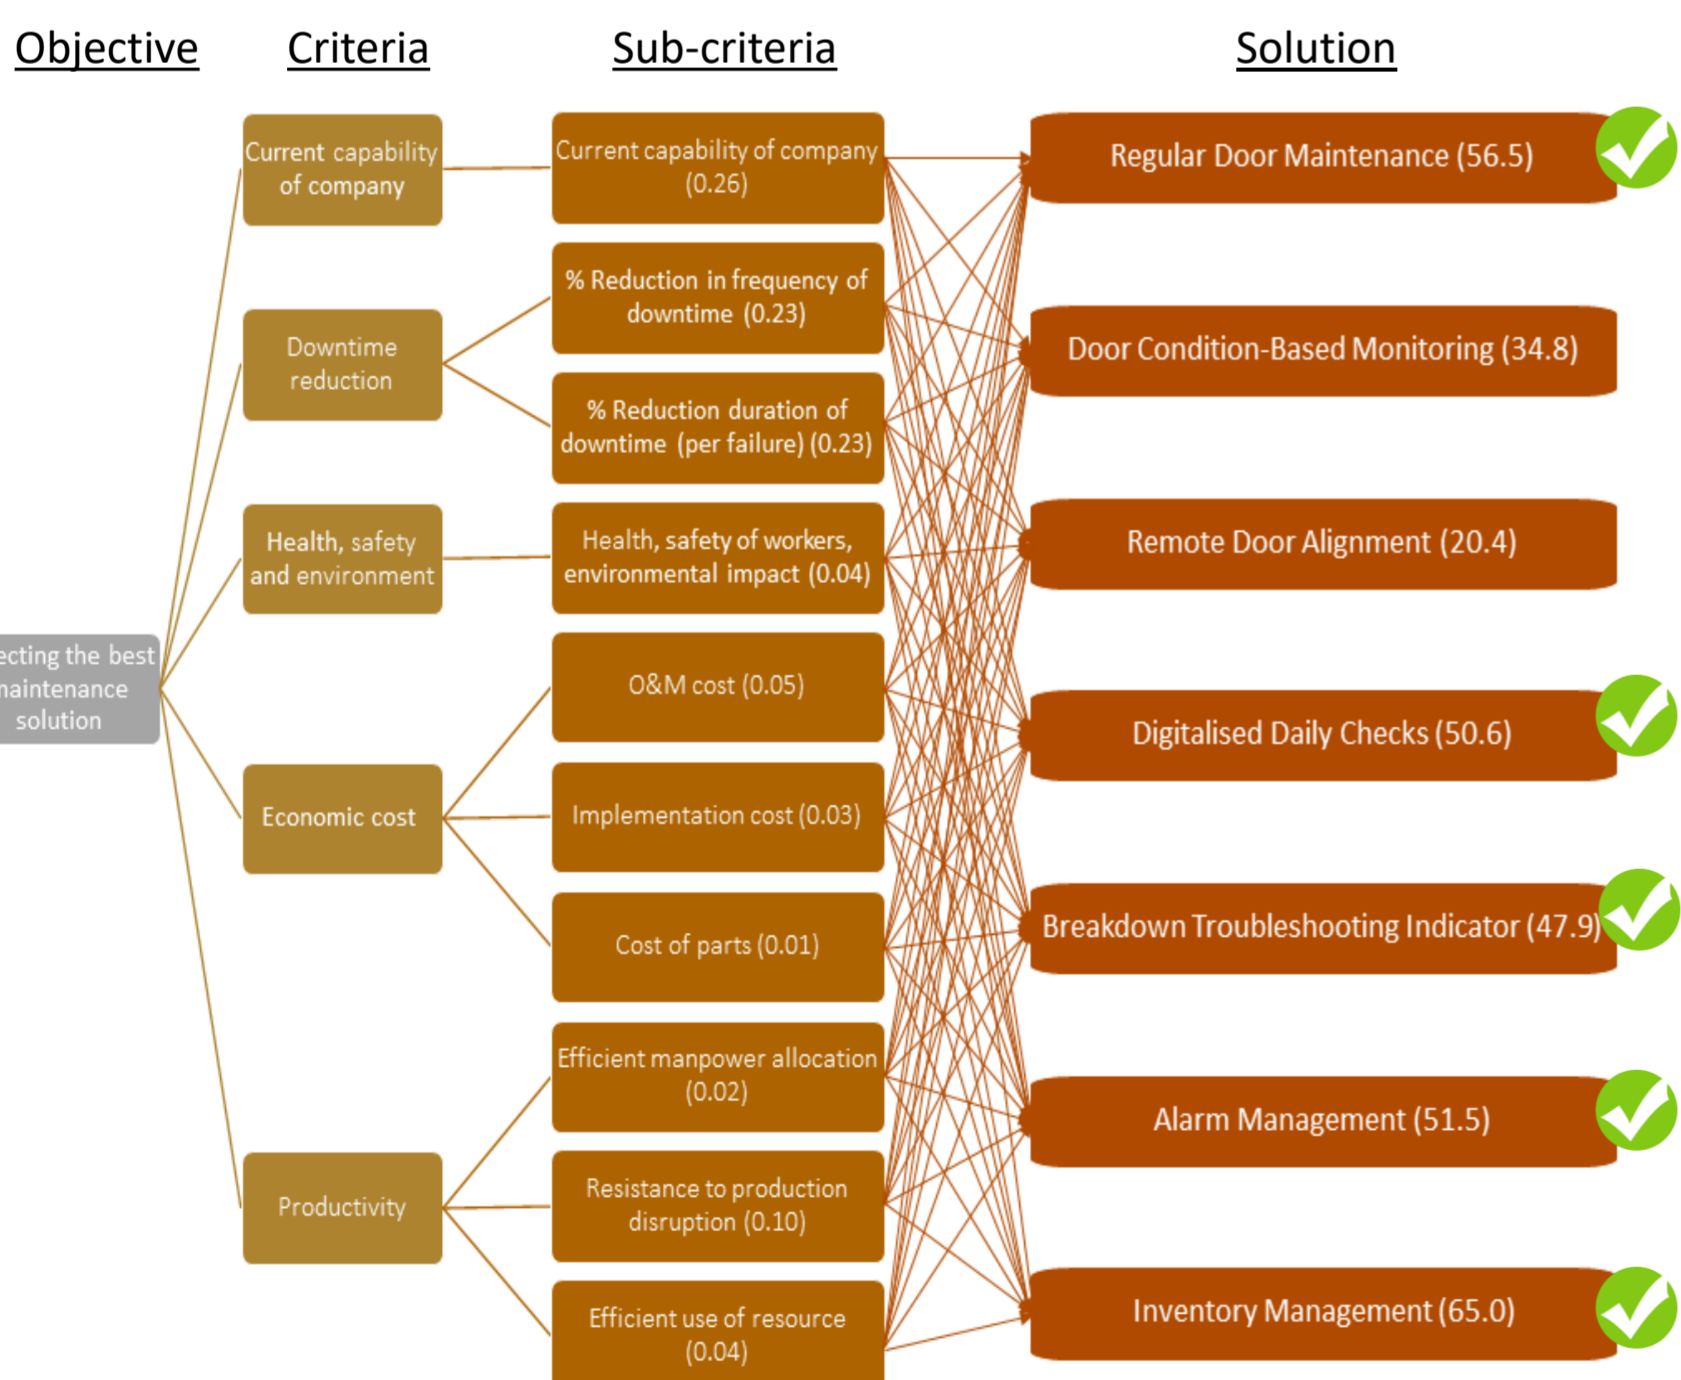 Objective
Criteria
Sub-criteria
Solution
the best
solution
Current capability
of company
Downtime
reduction
Health, safety
and environment
Economic cost
Productivity
Current capability of company
(0.26)
% Reduction in frequency of
downtime (0.23)
% Reduction duration of
downtime (per failure) (0.23)
Health, safety of workers,
environmental impact (0.04)
O&M cost (0.05)
Implementation cost (0.03)
Cost of parts (0.01)
Efficient manpower allocation
(0.02)
Resistance to production
disruption (0.10)
Efficient use of resource
(0.04)
Regular Door Maintenance (56.5)
Door Condition-Based Monitoring (34.8)
Remote Door Alignment (20.4)
Digitalised Daily Checks (50.6)
Breakdown Troubleshooting Indicator (47.9)
Alarm Management (51.5)
Inventory Management (65.0)